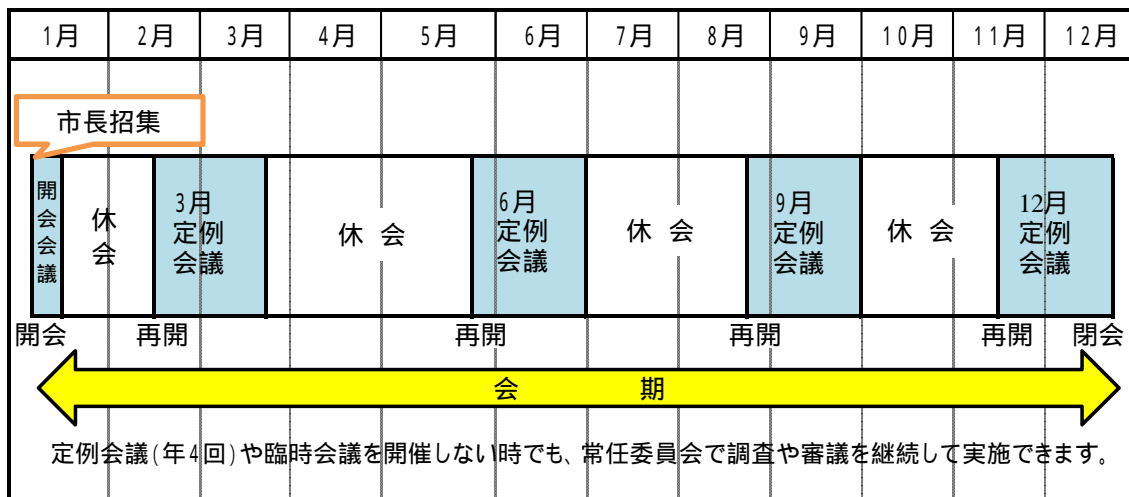 1月 2月 3月 4月 5月 6月 7月 8月 9月 10月 11月 12月
市長招集
開会会議
休会
3月
定例
会議
休 会
6月
定例
会議
休 会
9月
定例
会議
休 会
12月
定例
会議
開会 再開 再開 再開 再開 閉会
会 期
定例会議(年4回)や臨時会議を開催しない時でも、常任委員会で調査や審議を継続して実施できます。